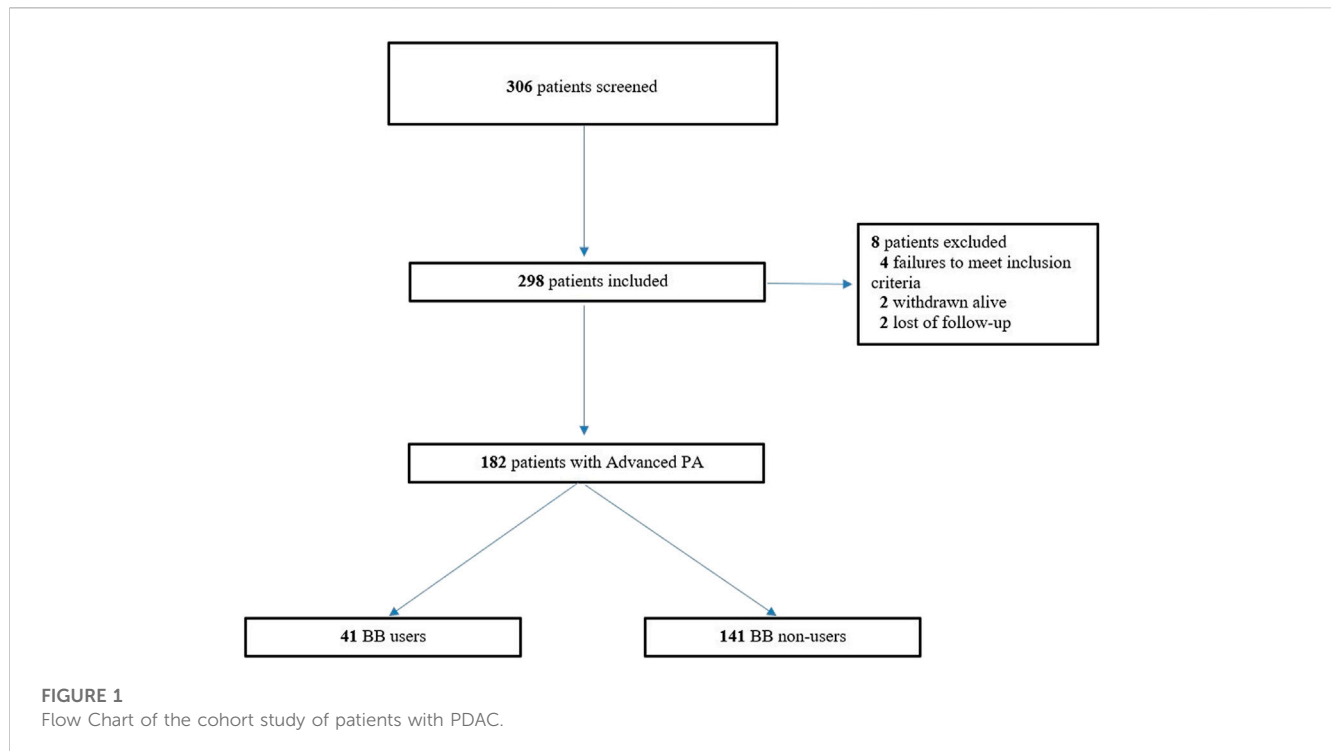 306 patients screened
8 patients excluded
4 failures to meet inclusion
criteria
2 withdrawn alive
2 lost of follow-up
298 patients included
182 patients with Advanced PA
41 BB users
141 BB non-users
FIGURE 1
Flow Chart of the cohort study of patients with PDAC.